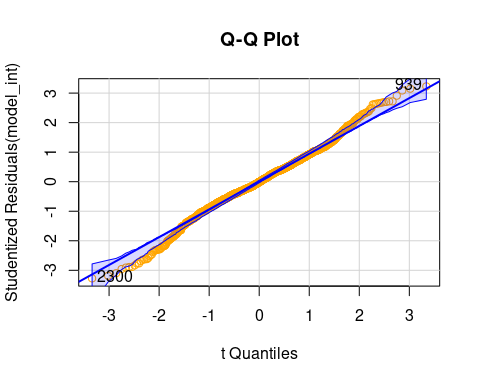 Q-Q Plot
Studentized Residuals(model_int)
3
2
1
0
-1
-2
-3
939
2300
-3 -2 -1 0 1 2 3
t Quantiles